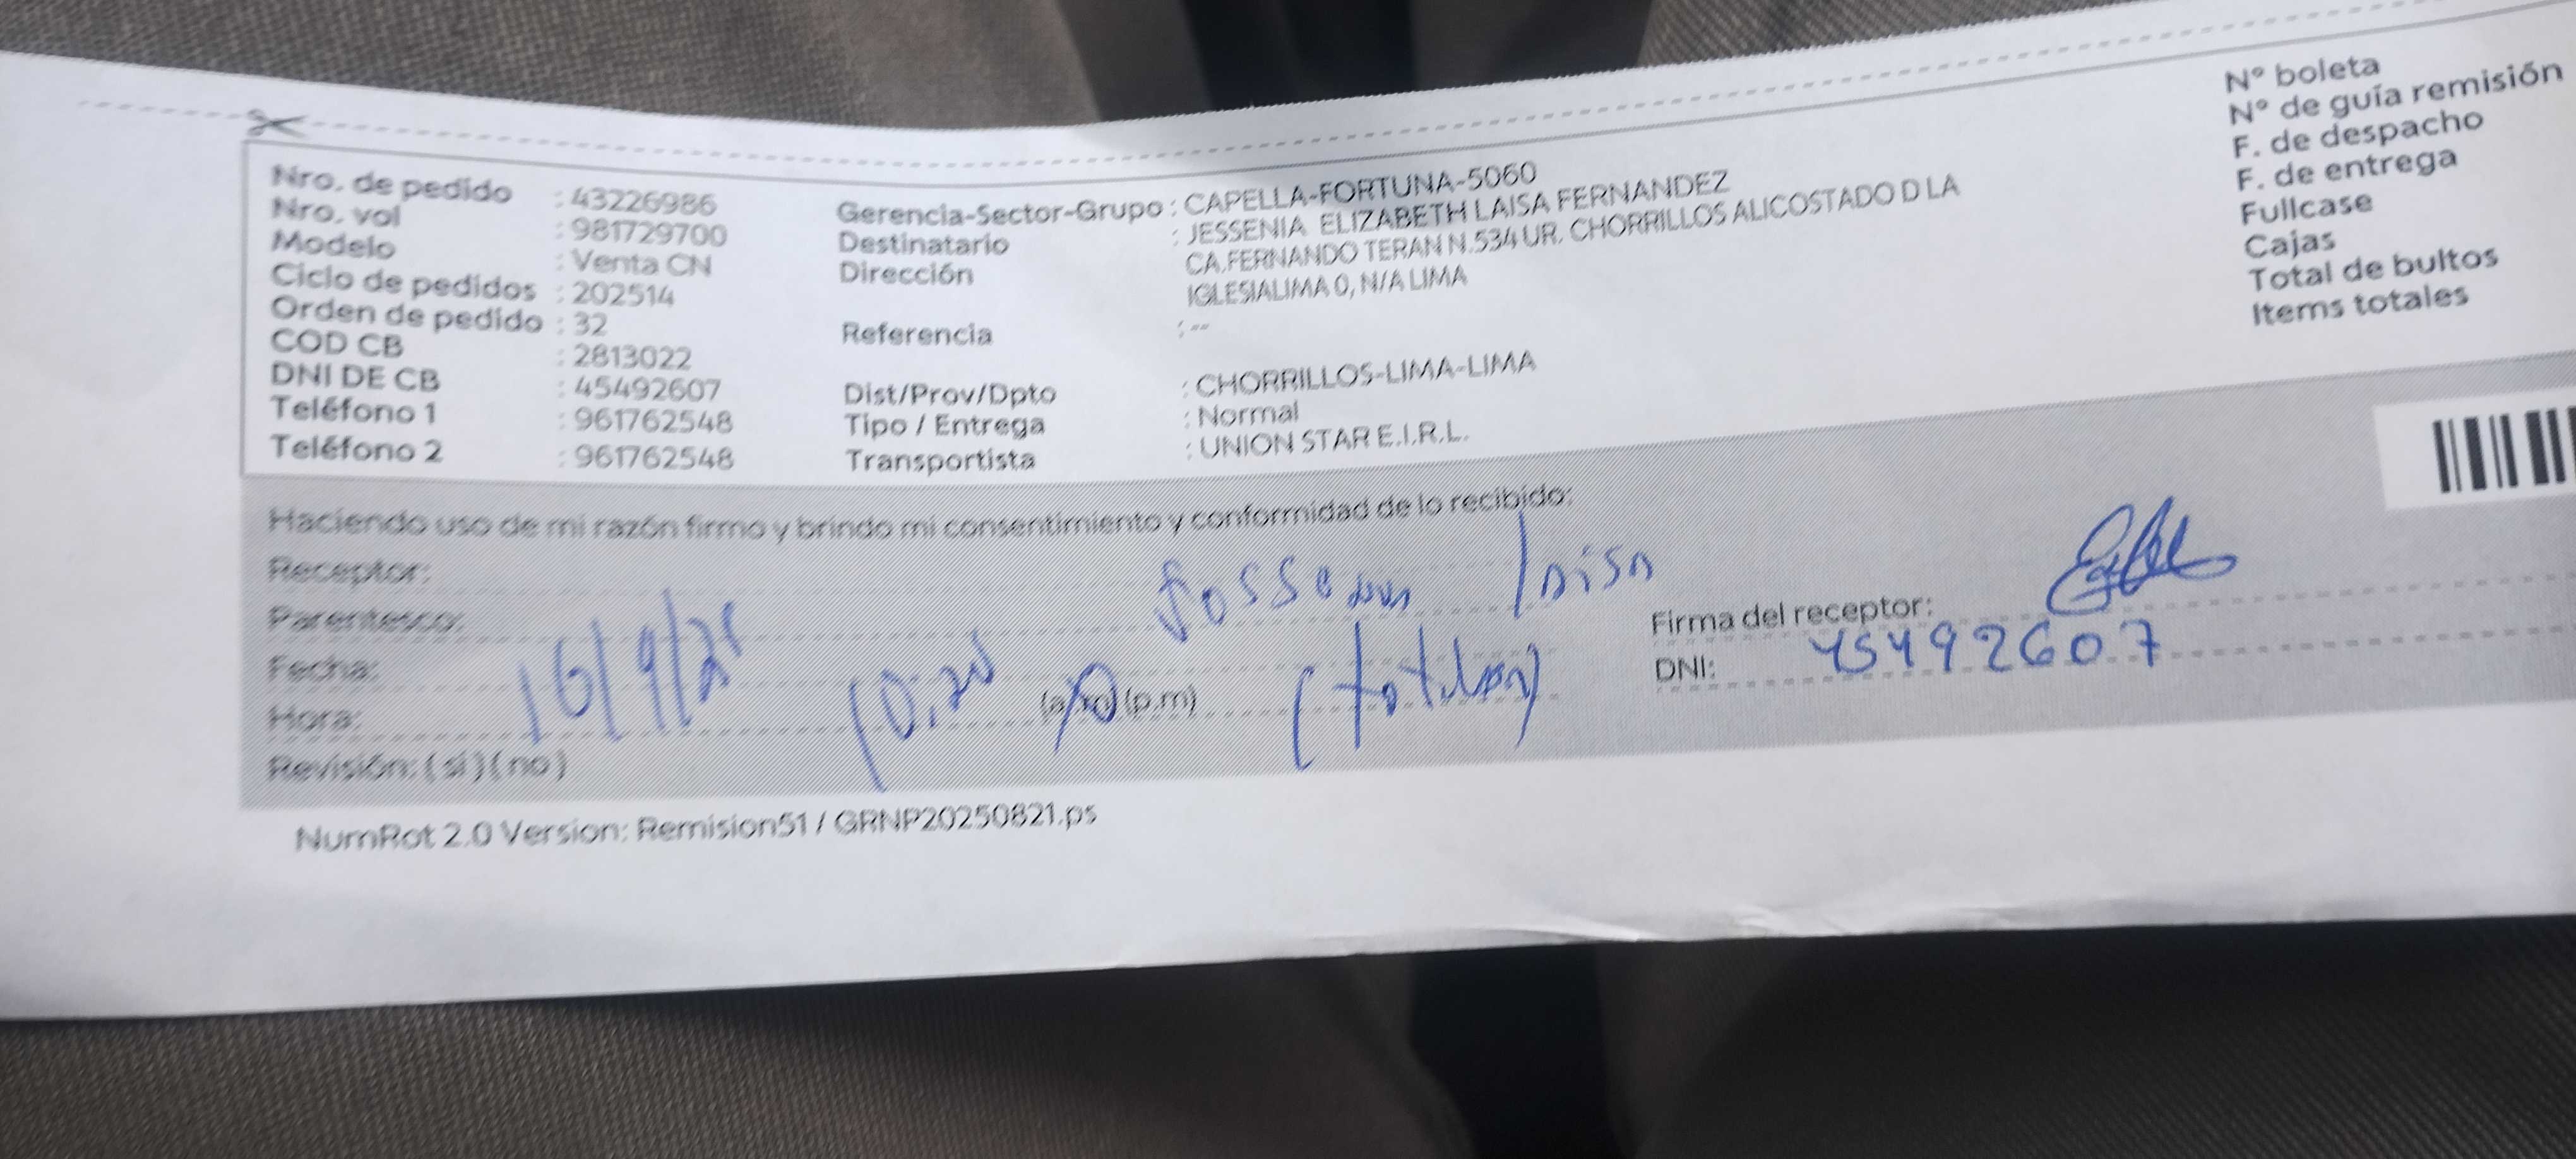 Nro. de pedido : 43226986
Nro. vol : 981729700
Modelo : Venta CN
Ciclo de pedidos : 202514
Orden de pedido : 32
COD CB : 2813022
DNI DE CB : 45492607
Teléfono 1 : 961762548
Teléfono 2 : 961762548
Gerencia-Sector-Grupo : CAPELLA-FORTUNA-5060
Destinatario : JESSENIA ELIZABETH LAISA FERNANDEZ
Dirección CA.FERNANDO TERAN N.534 UR. CHORRILLOS ALICOSTADO D LA
IGLESIALIMA 0, N/A LIMA
Referencia : --
Dist/Prov/Dpto : CHORRILLOS-LIMA-LIMA
Tipo / Entrega : Normal
Transportista : UNION STAR E.I.R.L.
N° boleta
N° de guía remisión
F. de despacho
F. de entrega
Fullcase
Cajas
Total de bultos
Items totales
Haciendo uso de mi razón firmo y brindo mi consentimiento y conformidad de lo recibido:
Receptor: laisa
Parentesco: (titular)
Fecha: 16/9/25
Hora: 10:20 (a.m) (p.m)
Revisión: ( sí ) ( no )
Firma del receptor:
DNI: 45492607
NumRot 2.0 Version: Remision51 / GRNP20250821.ps